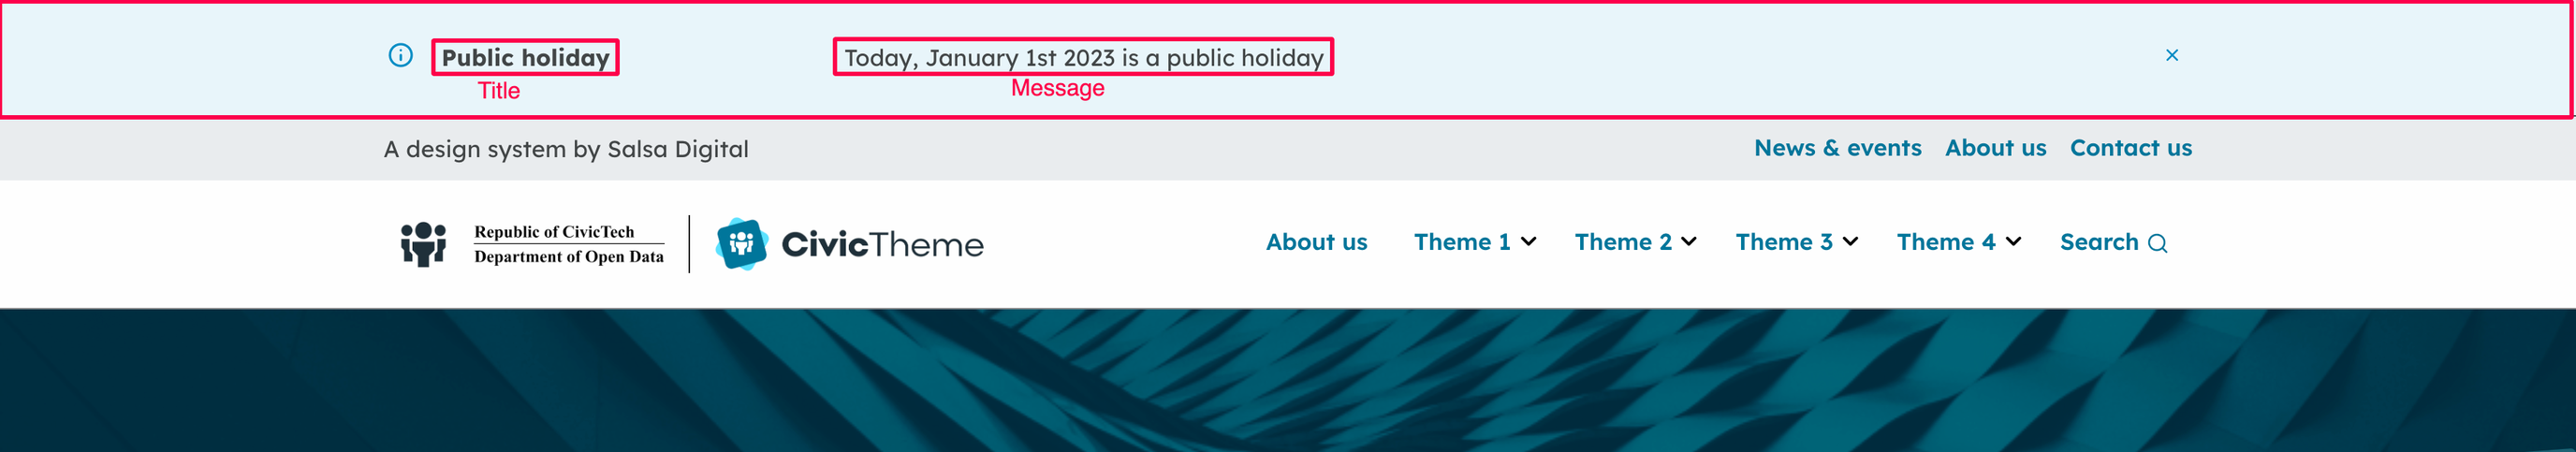 Public holiday
Today, January 1st 2023 is a public holiday
Title
Message
A design system by Salsa Digital
News & events
About us
Contact us
Republic of CivicTech
Department of Open Data
CivicTheme
About us
Theme 1
Theme 2
Theme 3
Theme 4
Search